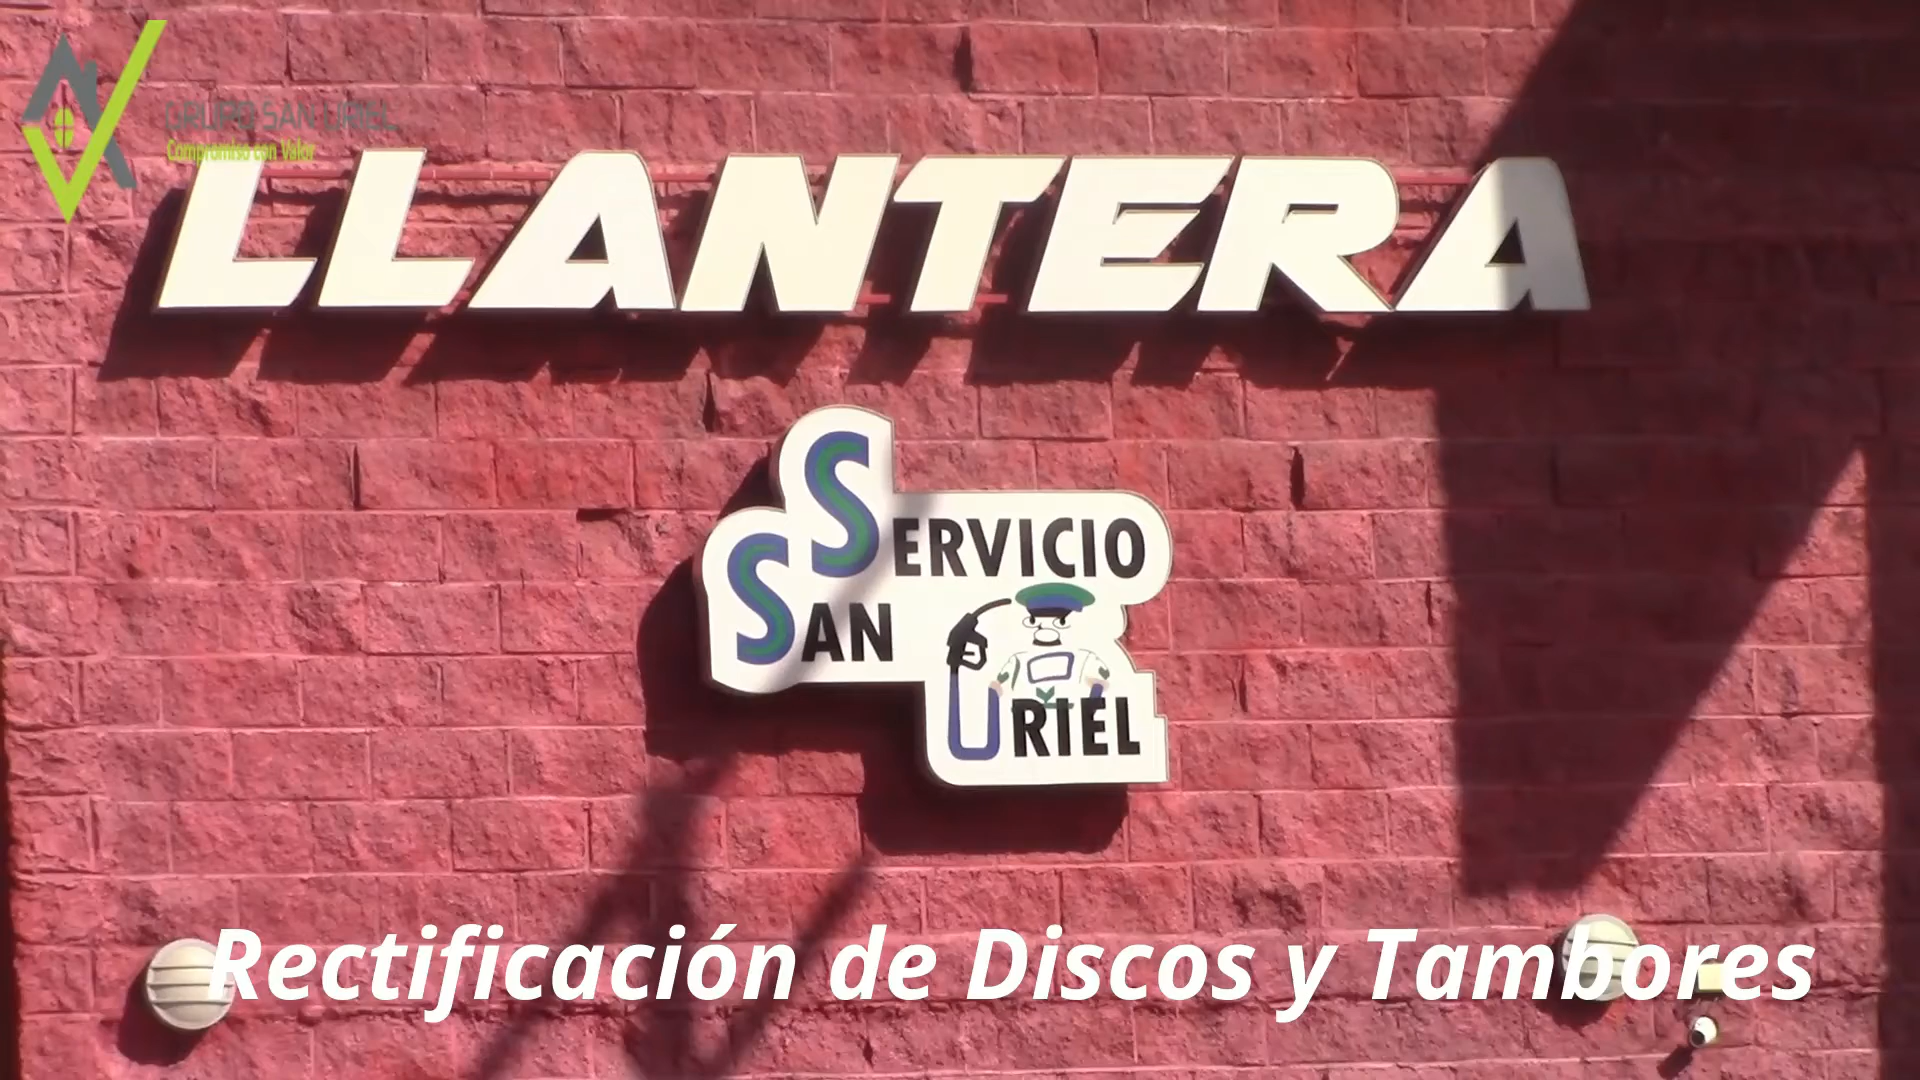 GRUPO SAN URIEL
Compromiso con Valor
LLANTERA
SERVICIO
SAN
URIEL
Rectificación de Discos y Tambores